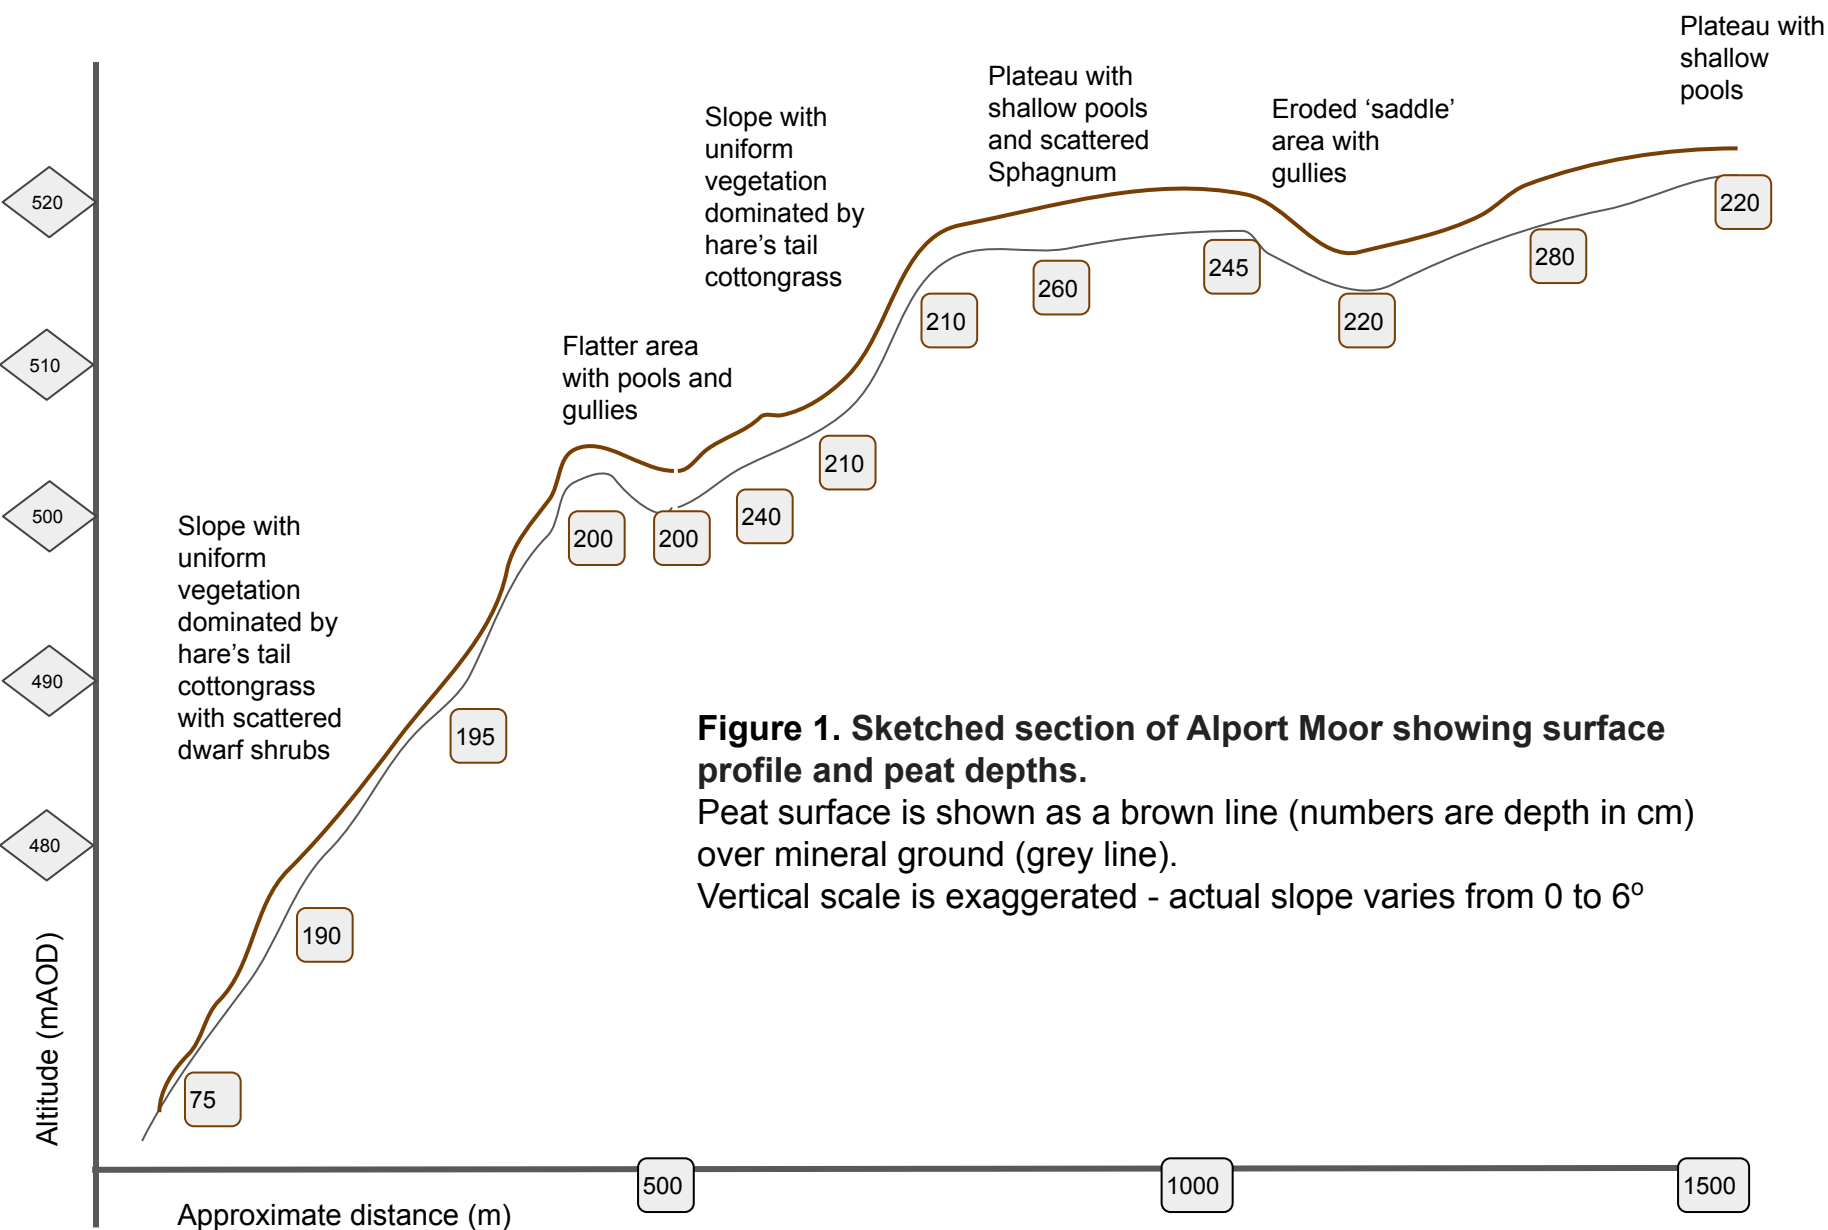 Plateau with
shallow
pools
Plateau with
shallow pools
and scattered
Sphagnum
Eroded ‘saddle’
area with
gullies
Slope with
uniform
vegetation
dominated by
hare’s tail
cottongrass
Flatter area
with pools and
gullies
Slope with
uniform
vegetation
dominated by
hare’s tail
cottongrass
with scattered
dwarf shrubs
520
510
500
490
480
Altitude (mAOD)
75
190
195
200
200
240
210
210
260
245
220
280
220
Figure 1. Sketched section of Alport Moor showing surface
profile and peat depths.
Peat surface is shown as a brown line (numbers are depth in cm)
over mineral ground (grey line).
Vertical scale is exaggerated - actual slope varies from 0 to 6º
500
1000
1500
Approximate distance (m)